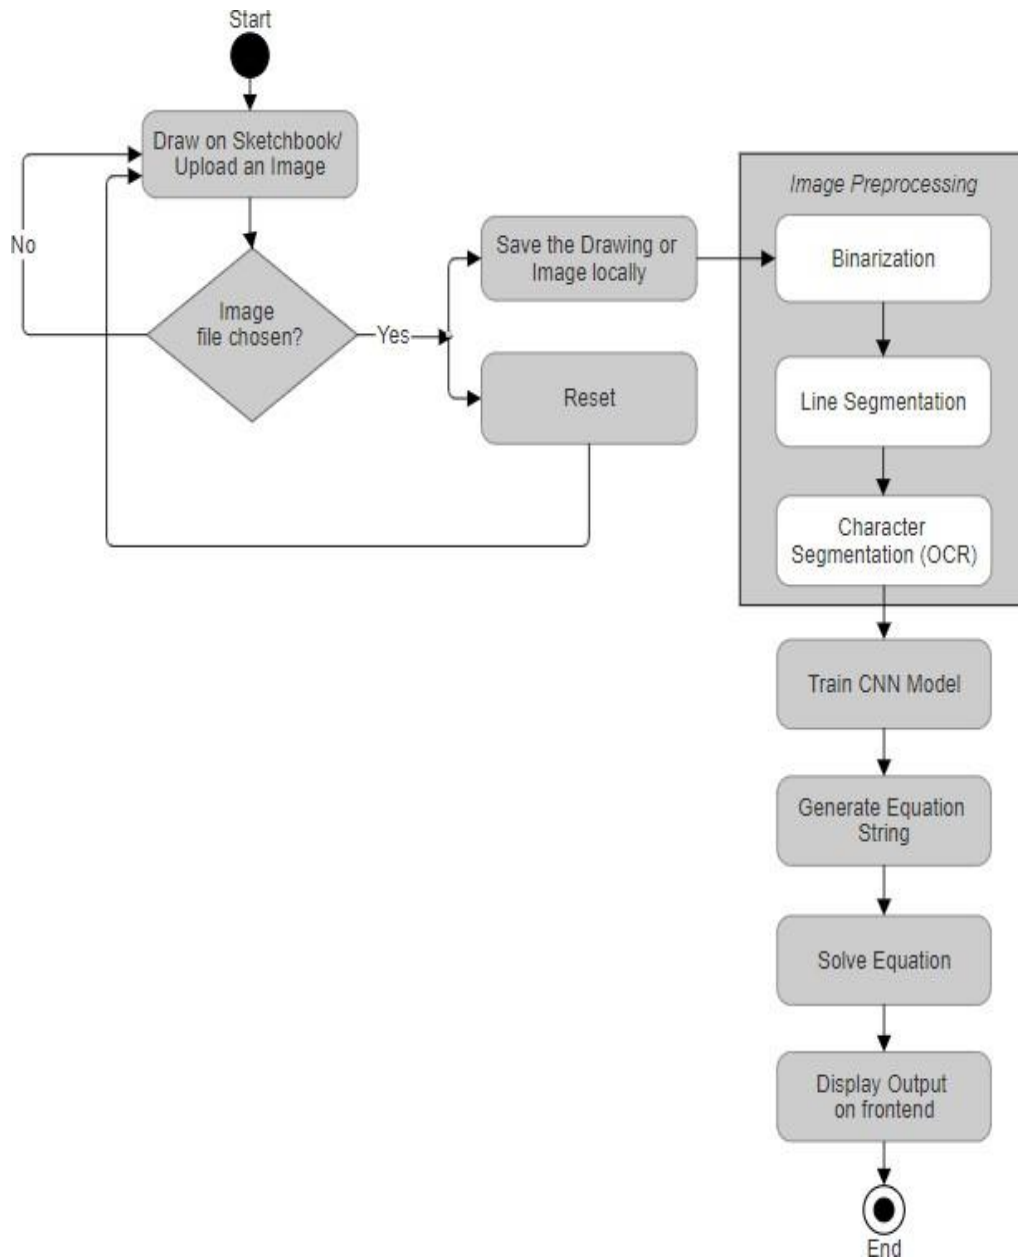 Start
Draw on Sketchbook/
Upload an Image
No
Image
file chosen?
Yes
Save the Drawing or
Image locally
Reset
Image Preprocessing
Binarization
Line Segmentation
Character
Segmentation (OCR)
Train CNN Model
Generate Equation
String
Solve Equation
Display Output
on frontend
End